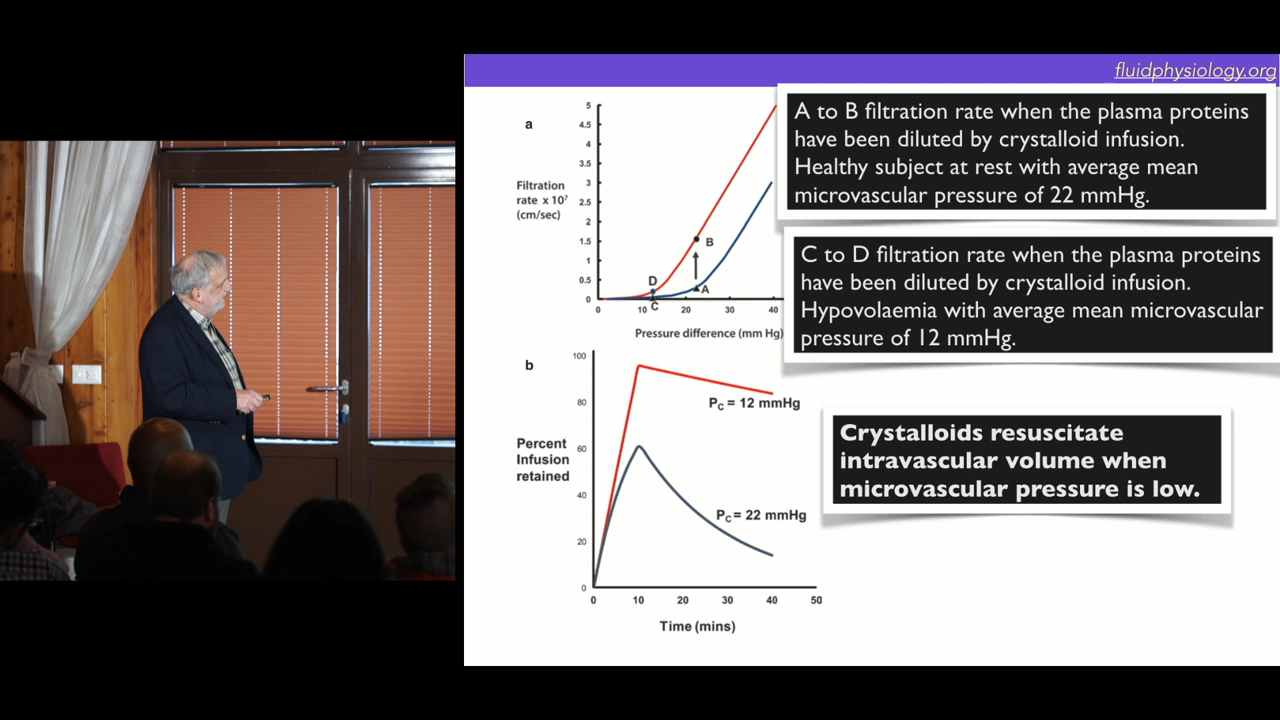 fluidphysiology.org
A to B filtration rate when the plasma proteins
have been diluted by crystalloid infusion.
Healthy subject at rest with average mean
microvascular pressure of 22 mmHg.
C to D filtration rate when the plasma proteins
have been diluted by crystalloid infusion.
Hypovolaemia with average mean microvascular
pressure of 12 mmHg.
Crystalloids resuscitate
intravascular volume when
microvascular pressure is low.
a
Filtration
rate x 10⁷
(cm/sec)
5
4.5
4
3.5
3
2.5
2
1.5
1
0.5
0
B
A
D
C
0 10 20 30 40
Pressure difference (mm Hg)
b
Percent
Infusion
retained
100
80
60
40
20
0
P_C = 12 mmHg
P_C = 22 mmHg
0 10 20 30 40 50
Time (mins)